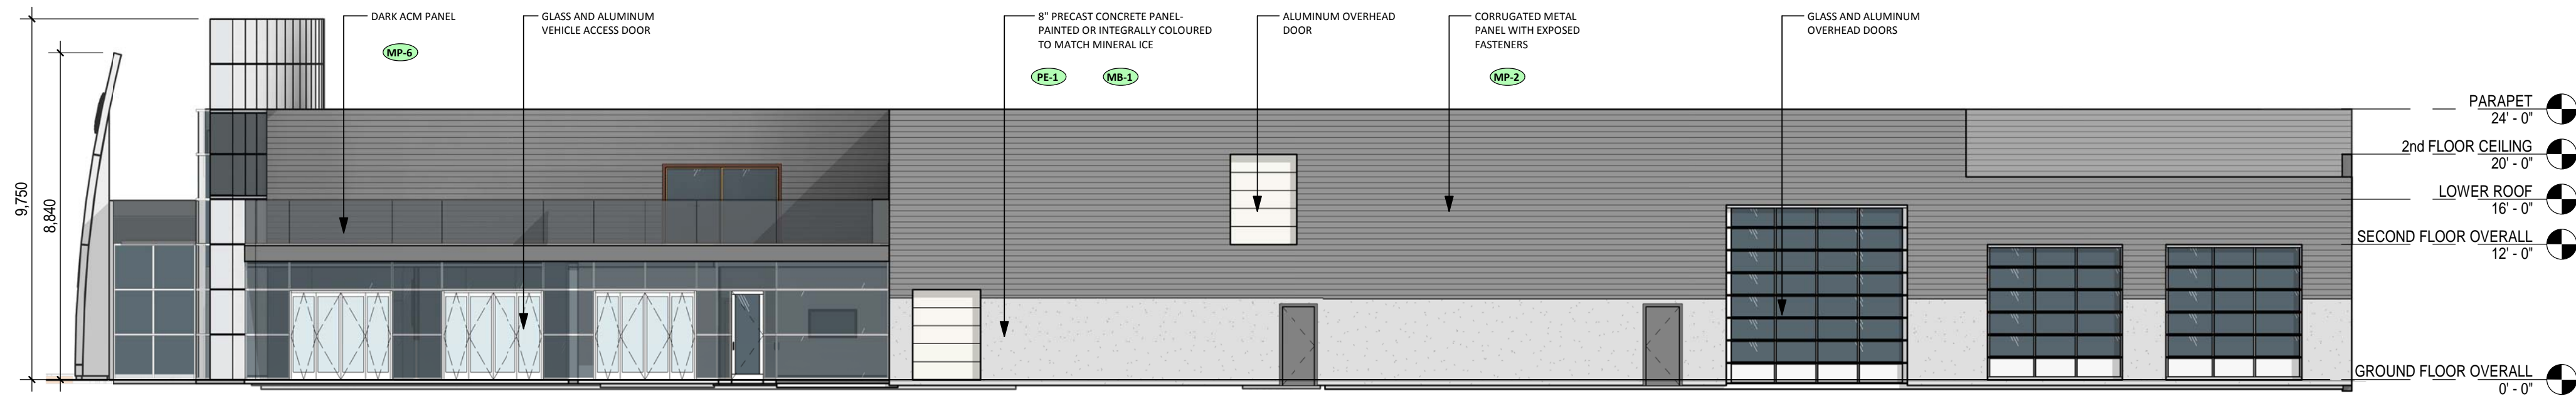 DARK ACM PANEL
MP-6
GLASS AND ALUMINUM
VEHICLE ACCESS DOOR
8" PRECAST CONCRETE PANEL-
PAINTED OR INTEGRALLY COLOURED
TO MATCH MINERAL ICE
PE-1
MB-1
ALUMINUM OVERHEAD
DOOR
CORRUGATED METAL
PANEL WITH EXPOSED
FASTENERS
MP-2
GLASS AND ALUMINUM
OVERHEAD DOORS
9,750
8,840
PARAPET
24' - 0"
2nd FLOOR CEILING
20' - 0"
LOWER ROOF
16' - 0"
SECOND FLOOR OVERALL
12' - 0"
GROUND FLOOR OVERALL
0' - 0"